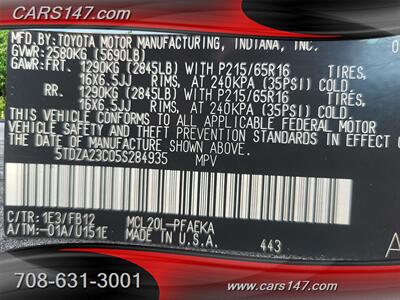 CARS147.com
MFD.BY:TOYOTA MOTOR MANUFACTURING, INDIANA, INC. 0
GVWR:2580KG (5690LB)
GAWR:FRT. 1290KG (2845LB) WITH P215/65R16 TIRES,
16X6.5JJ RIMS, AT 240KPA (35PSI) COLD.
RR. 1290KG (2845LB) WITH P215/65R16 TIRES,
16X6.5JJ RIMS, AT 240KPA (35PSI) COLD.
THIS VEHICLE CONFORMS TO ALL APPLICABLE FEDERAL MOTOR
VEHICLE SAFETY AND THEFT PREVENTION STANDARDS IN EFFECT
THE DATE OF MANUFACTURE SHOWN ABOVE.
5TDZA23C05S284935 MPV
C/TR:1E3/FB12 MCL20L-PFAEKA
A/TM:-01A/U151E MADE IN U.S.A. 443
A
708-631-3001
CARS147.com